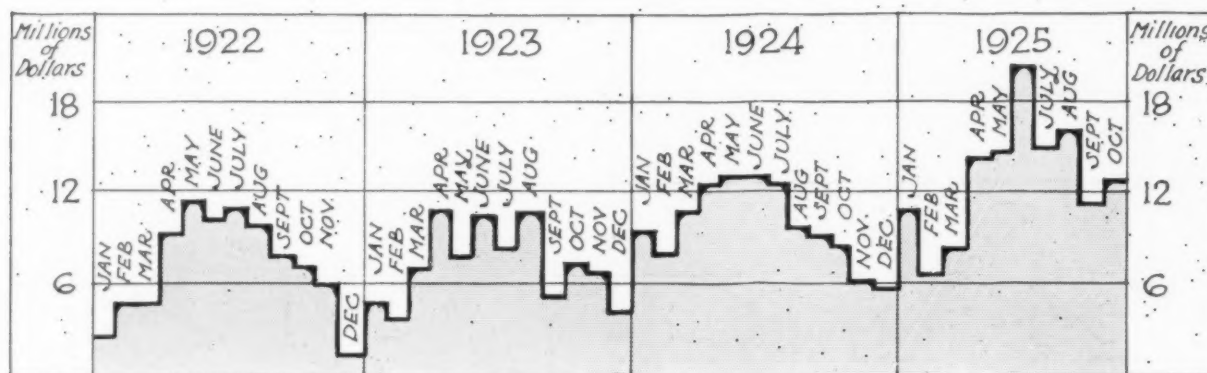 Millions
of
Dollars
1922
1923
1924
1925
Millions
of
Dollars
18
18
12
12
6
6
JAN
FEB
MAR.
APR.
MAY
JUNE
JULY
AUG
SEPT
OCT
NOV.
DEC
JAN
FEB
MAR
APR.
MAY
JUNE
JULY
AUG
SEPT
OCT
NOV
DEC
JAN
FEB
MAR.
APR
MAY
JUNE
JULY
AUG
SEPT
OCT
NOV.
DEC.
JAN
FEB
MAR.
APR
MAY
JULY
AUG
SEPT
OCT